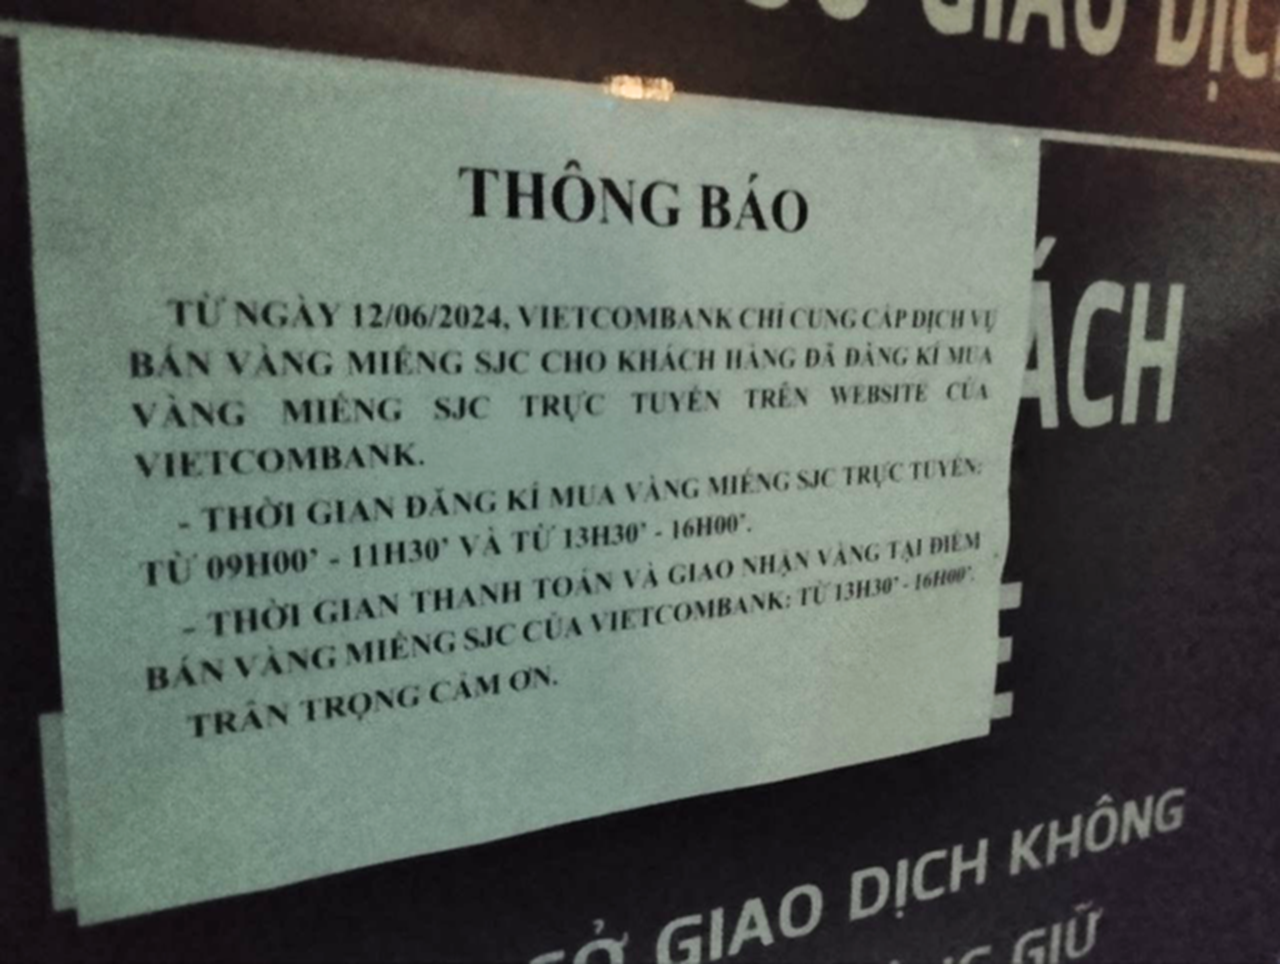 GIAO DỊC
THÔNG BÁO
TỪ NGÀY 12/06/2024, VIETCOMBANK CHỈ CUNG CẤP DỊCH VỤ
BÁN VÀNG MIẾNG SJC CHO KHÁCH HÀNG ĐÃ ĐĂNG KÍ MUA
VÀNG MIẾNG SJC TRỰC TUYẾN TRÊN WEBSITE CỦA
VIETCOMBANK.
- THỜI GIAN ĐĂNG KÍ MUA VÀNG MIẾNG SJC TRỰC TUYẾN:
TỪ 09H00' - 11H30' VÀ TỪ 13H30' - 16H00'.
- THỜI GIAN THANH TOÁN VÀ GIAO NHẬN VÀNG TẠI ĐIỂM
BÁN VÀNG MIẾNG SJC CỦA VIETCOMBANK: TỪ 13H30' - 16H00'.
TRÂN TRỌNG CẢM ƠN.
ÁCH
E
SỞ GIAO DỊCH KHÔNG
GIỮ